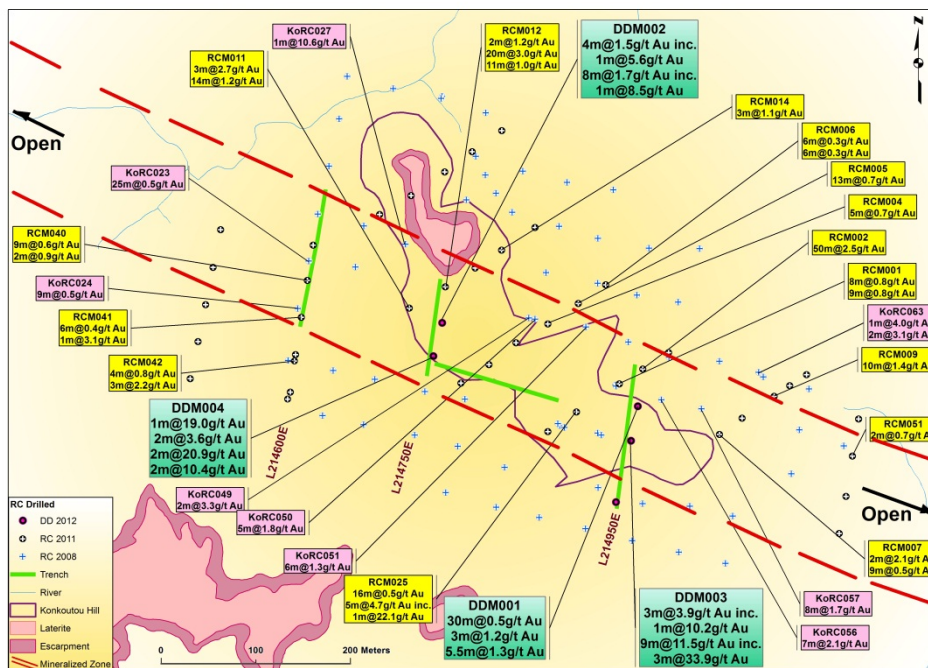 KoRC027
1m@10.6g/t Au
RCM012
2m@1.2g/t Au
20m@3.0g/t Au
11m@1.0g/t Au
DDM002
4m@1.5g/t Au inc.
1m@5.6g/t Au
8m@1.7g/t Au inc.
1m@8.5g/t Au
N
RCM011
3m@2.7g/t Au
14m@1.2g/t Au
RCM014
3m@1.1g/t Au
RCM006
6m@0.3g/t Au
6m@0.3g/t Au
Open
KoRC023
25m@0.5g/t Au
RCM005
13m@0.7g/t Au
RCM004
5m@0.7g/t Au
RCM040
9m@0.6g/t Au
2m@0.9g/t Au
RCM002
50m@2.5g/t Au
RCM001
8m@0.8g/t Au
9m@0.8g/t Au
KoRC024
9m@0.5g/t Au
KoRC063
1m@4.0g/t Au
2m@3.1g/t Au
RCM041
6m@0.4g/t Au
1m@3.1g/t Au
RCM009
10m@1.4g/t Au
RCM042
4m@0.8g/t Au
3m@2.2g/t Au
DDM004
1m@19.0g/t Au
2m@3.6g/t Au
2m@20.9g/t Au
2m@10.4g/t Au
L214600E
L214750E
L214950E
RCM051
2m@0.7g/t Au
KoRC049
2m@3.3g/t Au
KoRC050
5m@1.8g/t Au
Open
KoRC051
6m@1.3g/t Au
RCM007
2m@2.1g/t Au
9m@0.5g/t Au
RCM025
16m@0.5g/t Au
5m@4.7g/t Au inc.
1m@22.1g/t Au
DDM001
30m@0.5g/t Au
3m@1.2g/t Au
5.5m@1.3g/t Au
DDM003
3m@3.9g/t Au inc.
1m@10.2g/t Au
9m@11.5g/t Au inc.
3m@33.9g/t Au
KoRC057
8m@1.7g/t Au
KoRC056
7m@2.1g/t Au
RC Drilled
DD 2012
RC 2011
RC 2008
Trench
River
Konkoutou Hill
Laterite
Escarpment
Mineralized Zone
0 100 200 Meters